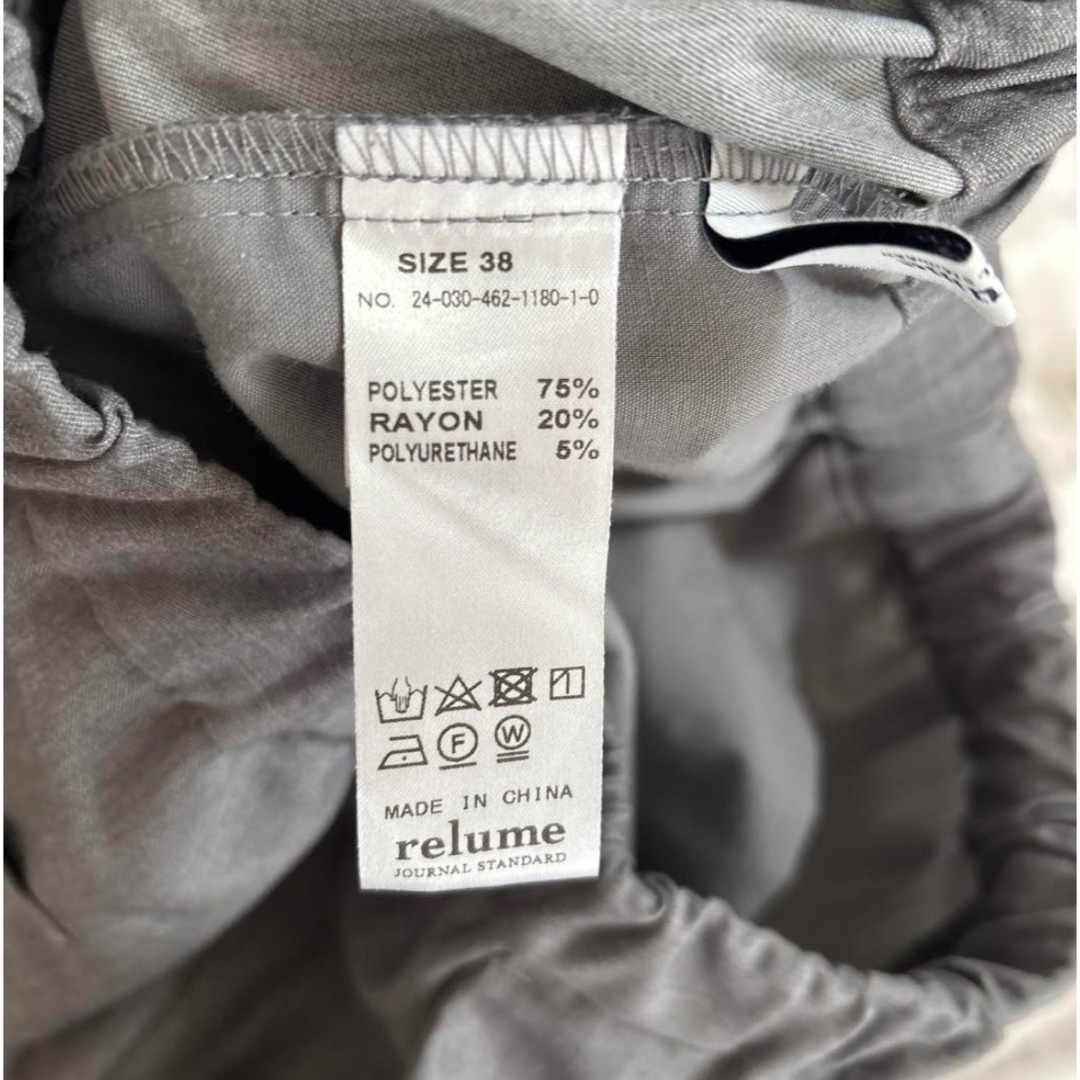 SIZE 38
NO. 24-030-462-1180-1-0
POLYESTER 75%
RAYON 20%
POLYURETHANE 5%
F W
MADE IN CHINA
relume
JOURNAL STANDARD